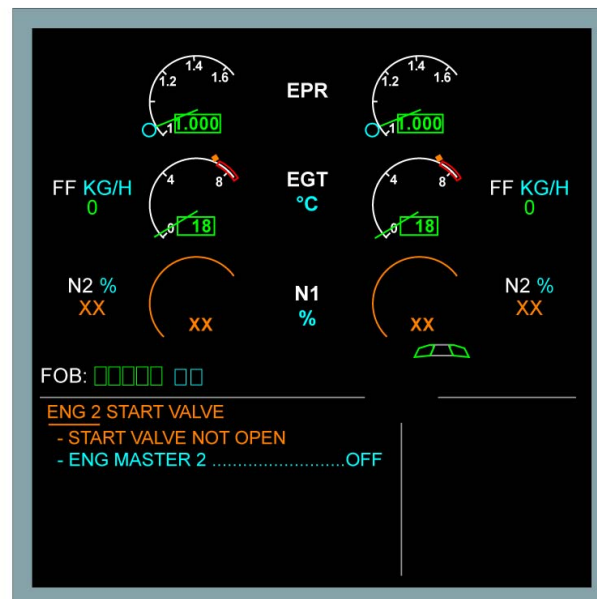 1.2 1.4 1.6 EPR 1.2 1.4 1.6
1 1.000 1 1.000
FF KG/H 4 8 EGT 4 8 FF KG/H
0 °C 0
0 18 0 18
N2 % N1 N2 %
XX XX % XX XX
FOB:
ENG 2 START VALVE
- START VALVE NOT OPEN
- ENG MASTER 2 ..........................OFF